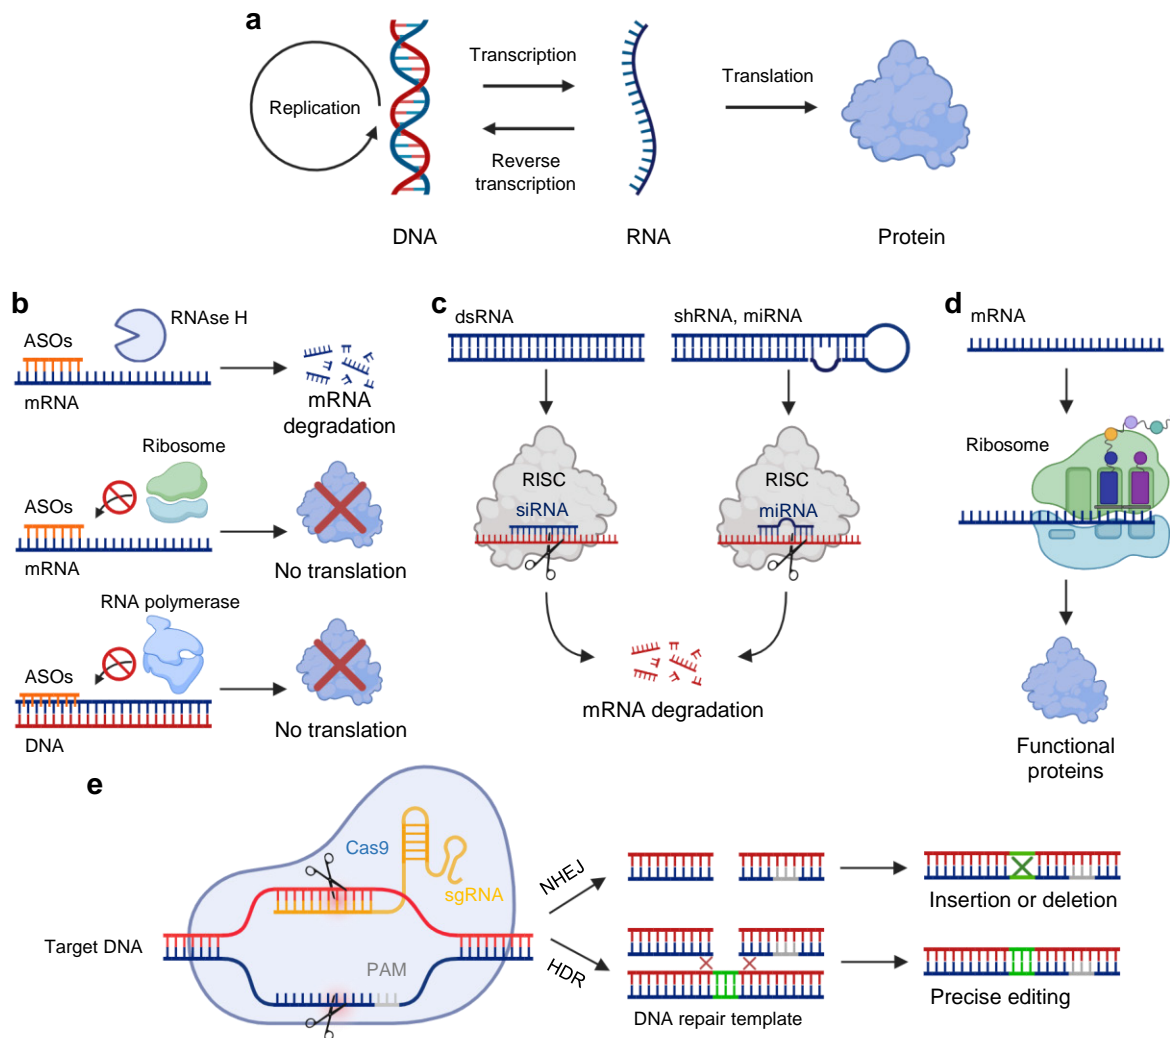 a
Replication
Transcription
Reverse
transcription
Translation
DNA
RNA
Protein
b
RNAse H
ASOs
mRNA
mRNA
degradation
Ribosome
ASOs
mRNA
No translation
RNA polymerase
ASOs
DNA
No translation
c
dsRNA
shRNA, miRNA
RISC
siRNA
RISC
miRNA
mRNA degradation
d
mRNA
Ribosome
Functional
proteins
e
Cas9
sgRNA
Target DNA
PAM
NHEJ
HDR
Insertion or deletion
DNA repair template
Precise editing